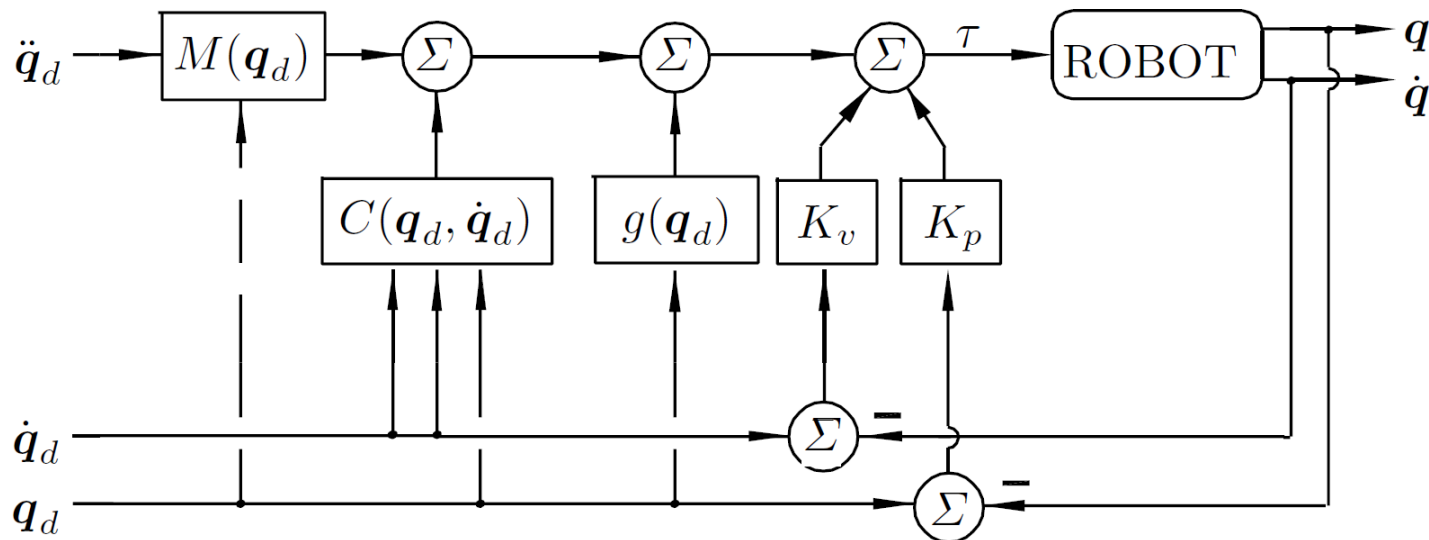 q̈_d M(q_d) Σ Σ Σ τ ROBOT q
q̇
C(q_d, q̇_d) g(q_d) K_v K_p
q̇_d Σ −
q_d Σ −